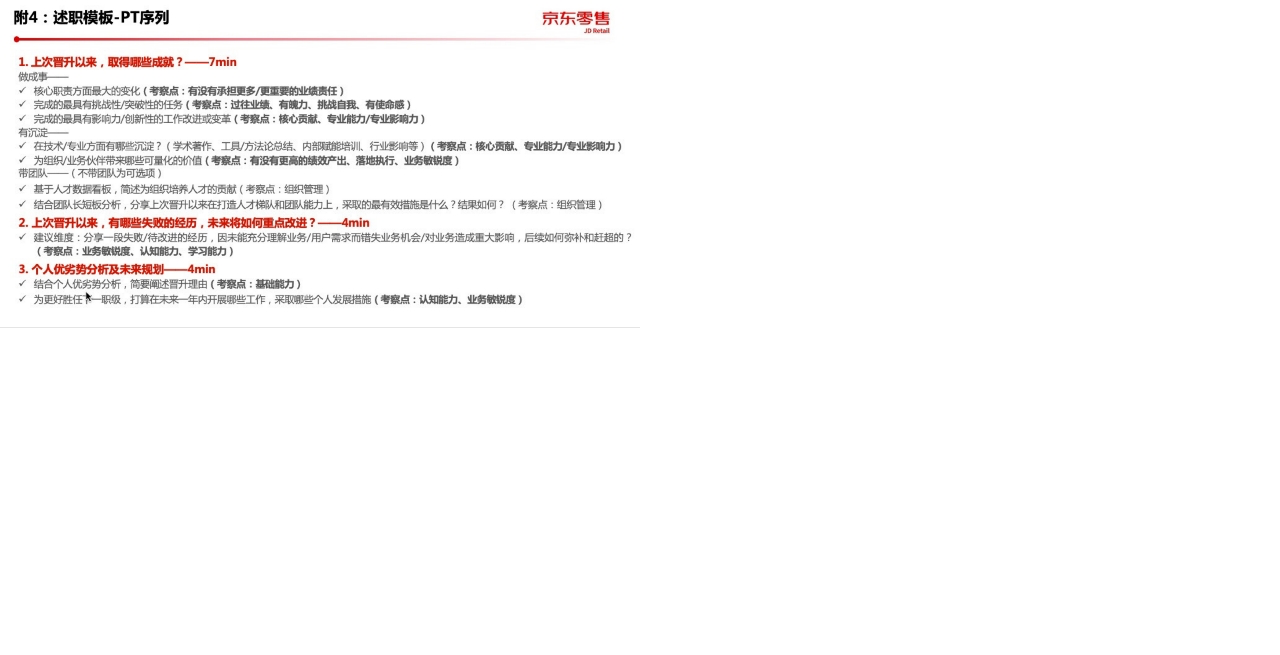 附4：述职模板-PT序列
京东零售
JD Retail
1. 上次晋升以来，取得哪些成就？——7min
做成事——
✓ 核心职责方面最大的变化（考察点：有没有承担更多/更重要的业绩责任）
✓ 完成的最具有挑战性/突破性的任务（考察点：过往业绩、有魄力、挑战自我、有使命感）
✓ 完成的最具有影响力/创新性的工作改进或变革（考察点：核心贡献、专业能力/专业影响力）
有沉淀——
✓ 在技术/专业方面有哪些沉淀？（学术著作、工具/方法论总结、内部赋能培训、行业影响等）（考察点：核心贡献、专业能力/专业影响力）
✓ 为组织/业务伙伴带来哪些可量化的价值（考察点：有没有更高的绩效产出、落地执行、业务敏锐度）
带团队——（不带团队为可选项）
✓ 基于人才数据看板，简述为组织培养人才的贡献（考察点：组织管理）
✓ 结合团队长短板分析，分享上次晋升以来在打造人才梯队和团队能力上，采取的最有效措施是什么？结果如何？（考察点：组织管理）
2. 上次晋升以来，有哪些失败的经历，未来将如何重点改进？——4min
✓ 建议维度：分享一段失败/待改进的经历，因未能充分理解业务/用户需求而错失业务机会/对业务造成重大影响，后续如何弥补和赶超的？
（考察点：业务敏锐度、认知能力、学习能力）
3. 个人优劣势分析及未来规划——4min
✓ 结合个人优劣势分析，简要阐述晋升理由（考察点：基础能力）
✓ 为更好胜任下一职级，打算在未来一年内开展哪些工作，采取哪些个人发展措施（考察点：认知能力、业务敏锐度）